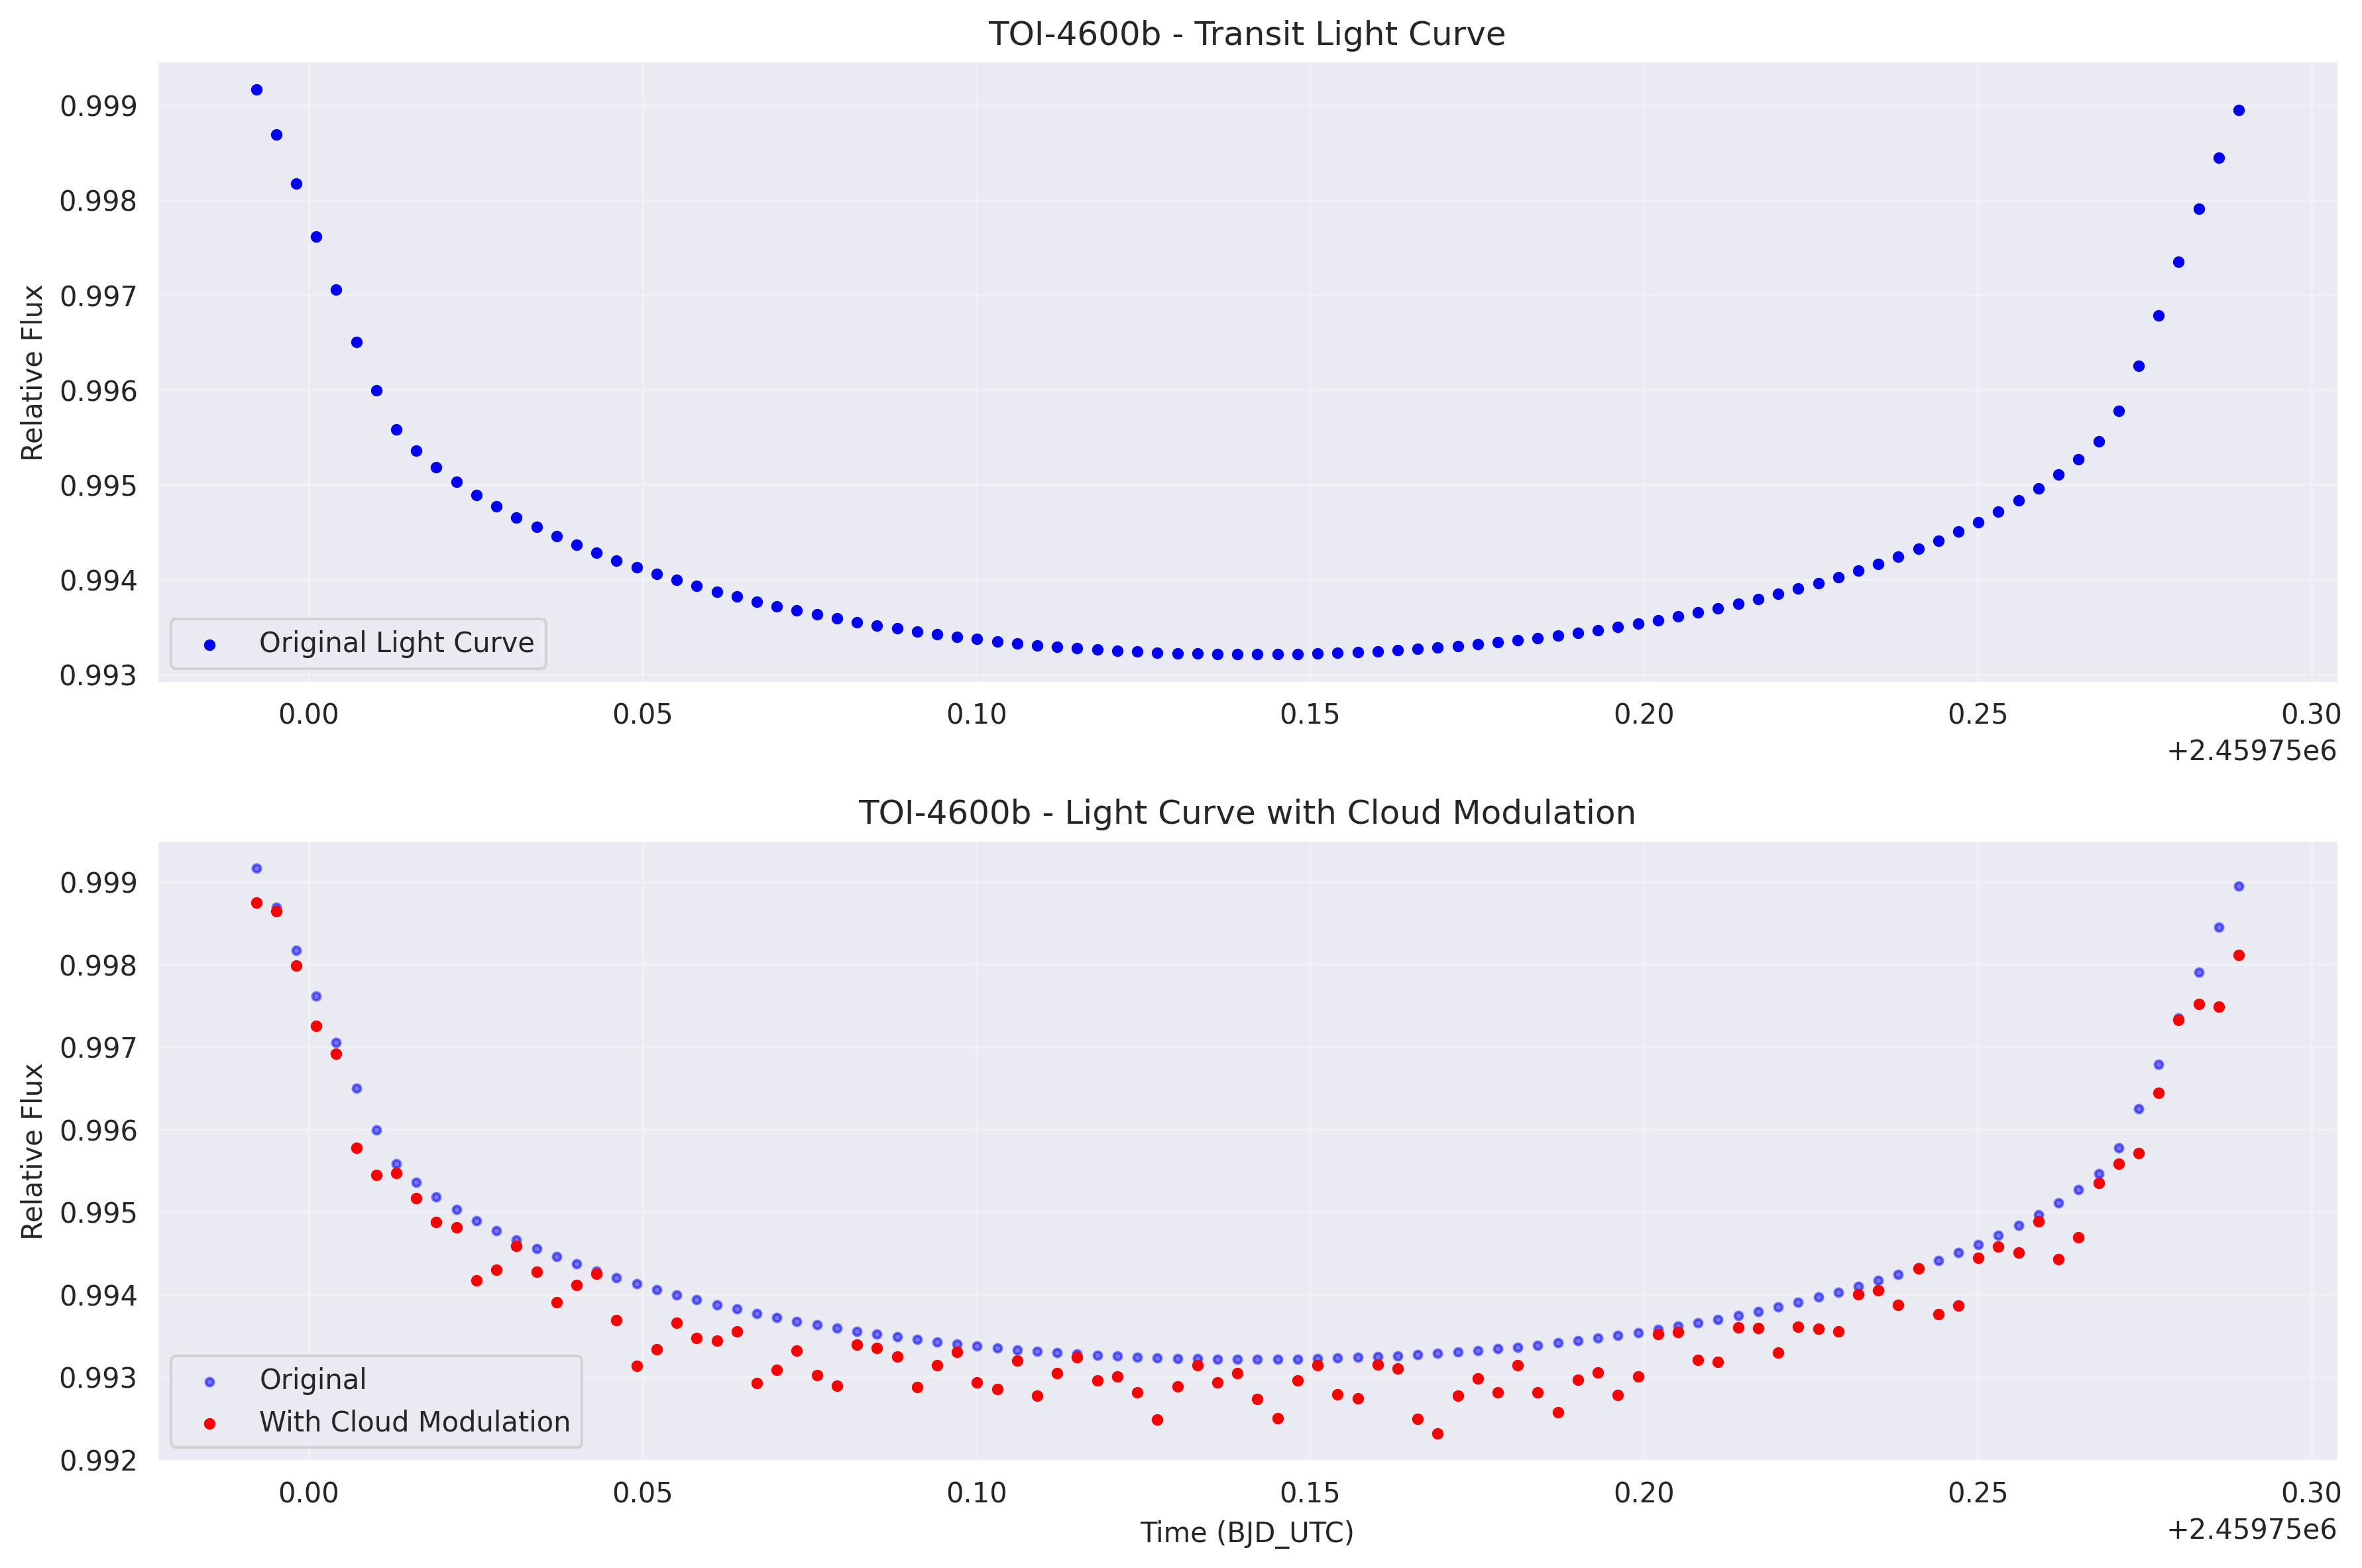 TOI-4600b - Transit Light Curve
Relative Flux
0.999
0.998
0.997
0.996
0.995
0.994
0.993
Original Light Curve
0.00 0.05 0.10 0.15 0.20 0.25 0.30
+2.45975e6
TOI-4600b - Light Curve with Cloud Modulation
Relative Flux
0.999
0.998
0.997
0.996
0.995
0.994
0.993
0.992
Original
With Cloud Modulation
0.00 0.05 0.10 0.15 0.20 0.25 0.30
Time (BJD_UTC)
+2.45975e6